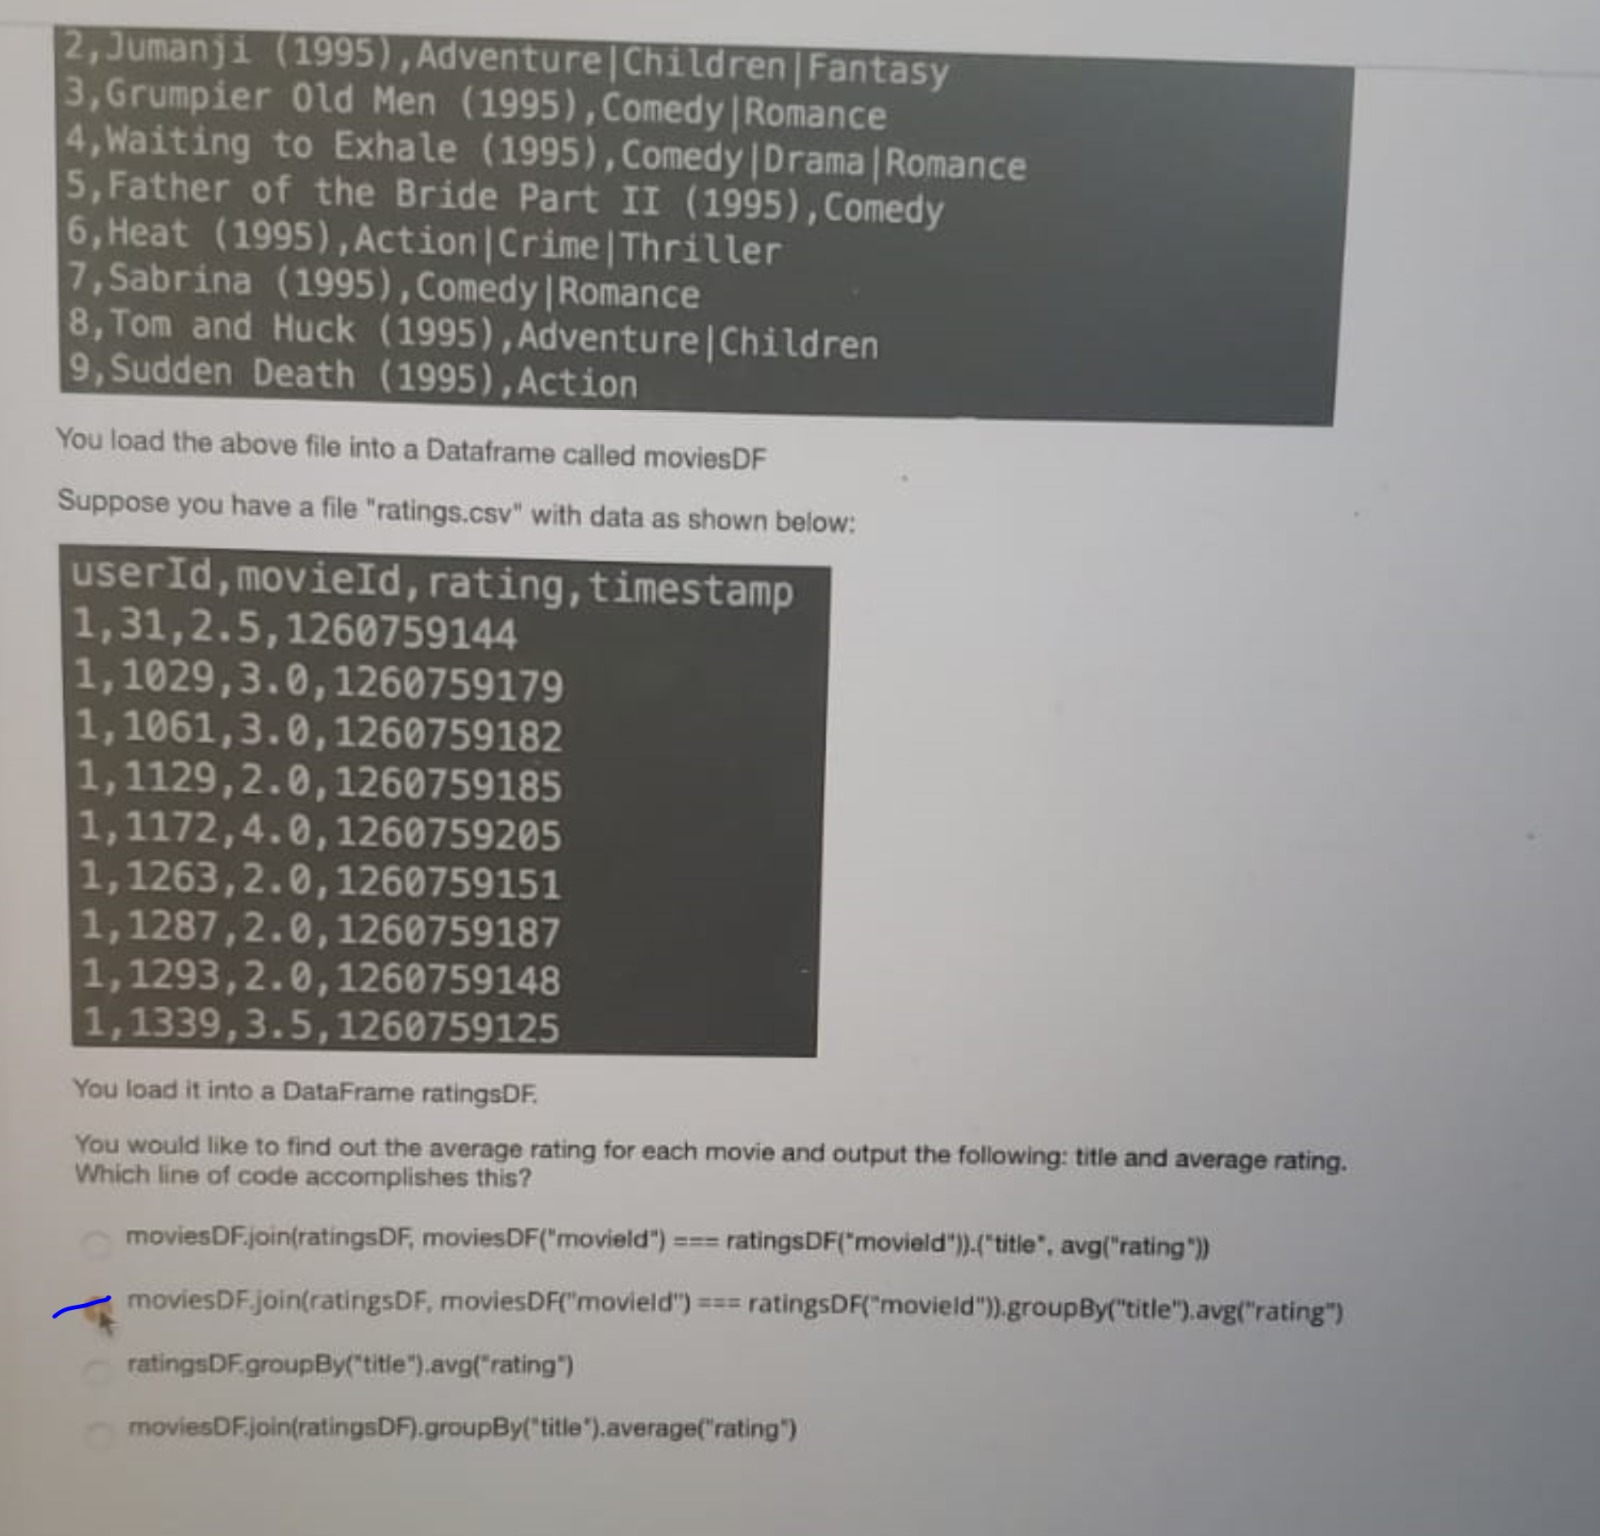 2,Jumanji (1995),Adventure|Children|Fantasy
3,Grumpier Old Men (1995),Comedy|Romance
4,Waiting to Exhale (1995),Comedy|Drama|Romance
5,Father of the Bride Part II (1995),Comedy
6,Heat (1995),Action|Crime|Thriller
7,Sabrina (1995),Comedy|Romance
8,Tom and Huck (1995),Adventure|Children
9,Sudden Death (1995),Action
You load the above file into a Dataframe called moviesDF
Suppose you have a file "ratings.csv" with data as shown below:
userId,movieId,rating,timestamp
1,31,2.5,1260759144
1,1029,3.0,1260759179
1,1061,3.0,1260759182
1,1129,2.0,1260759185
1,1172,4.0,1260759205
1,1263,2.0,1260759151
1,1287,2.0,1260759187
1,1293,2.0,1260759148
1,1339,3.5,1260759125
You load it into a DataFrame ratingsDF.
You would like to find out the average rating for each movie and output the following: title and average rating.
Which line of code accomplishes this?
moviesDF.join(ratingsDF, moviesDF("movieId") === ratingsDF("movieId")).("title", avg("rating"))
moviesDF.join(ratingsDF, moviesDF("movieId") === ratingsDF("movieId")).groupBy("title").avg("rating")
ratingsDF.groupBy("title").avg("rating")
moviesDF.join(ratingsDF).groupBy("title").average("rating")